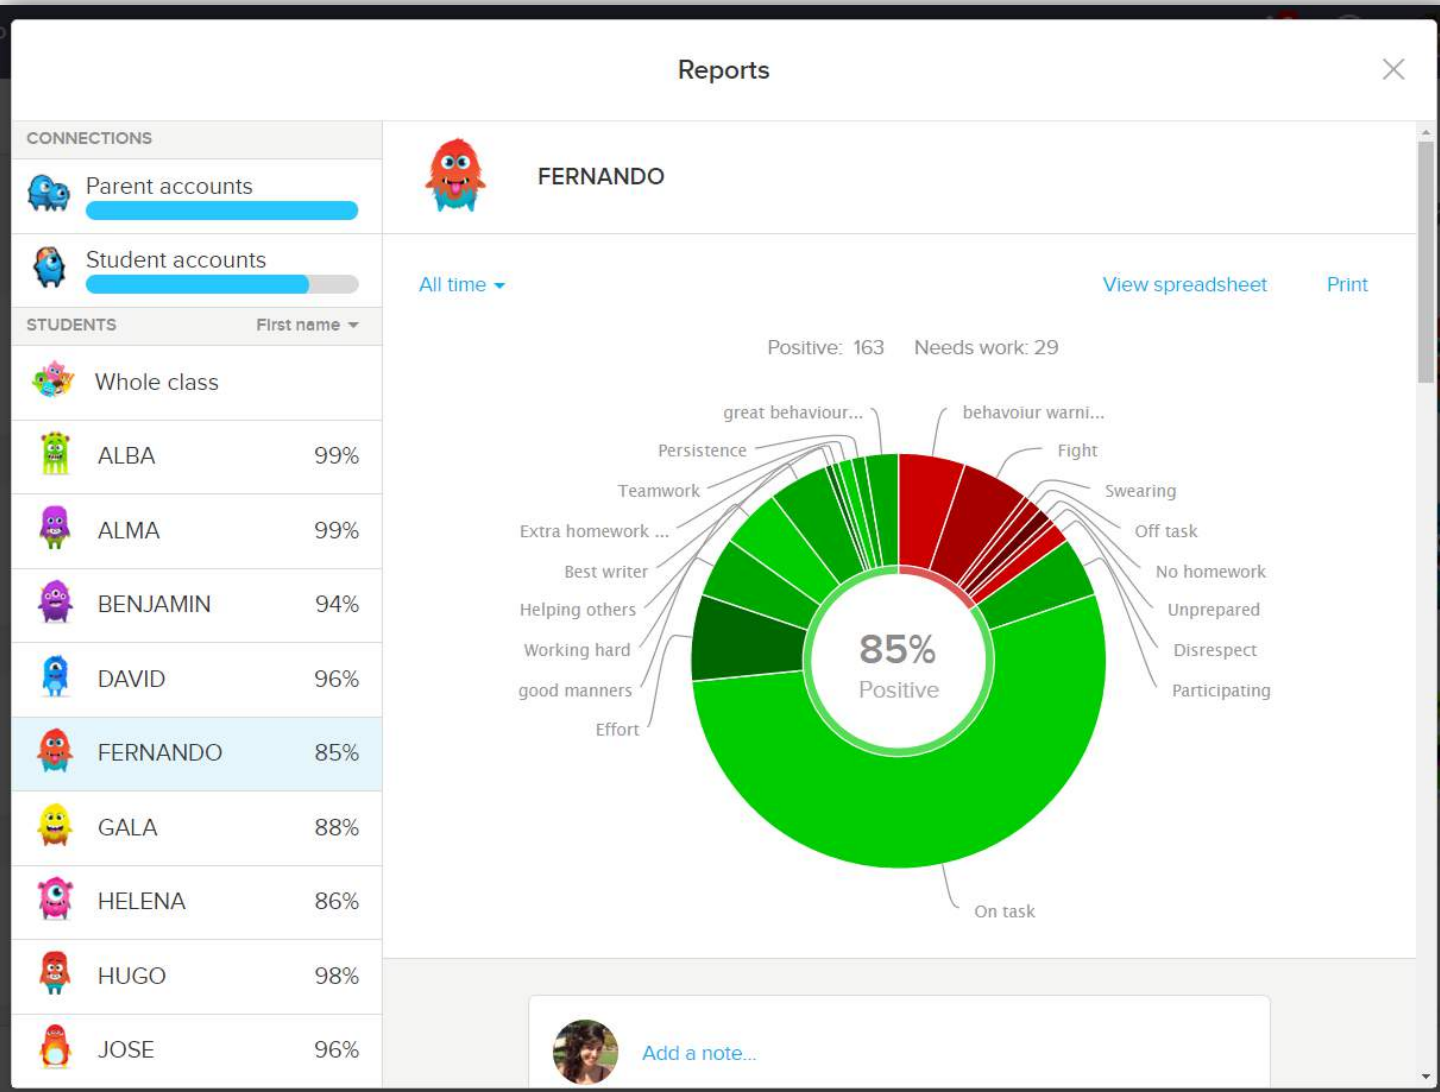 Reports
CONNECTIONS
Parent accounts
Student accounts
STUDENTS First name
Whole class
ALBA 99%
ALMA 99%
BENJAMIN 94%
DAVID 96%
FERNANDO 85%
GALA 88%
HELENA 86%
HUGO 98%
JOSE 96%
FERNANDO
All time
View spreadsheet Print
Positive: 163 Needs work: 29
great behaviour...
Persistence
Teamwork
Extra homework ...
Best writer
Helping others
Working hard
good manners
Effort
behavoiur warni...
Fight
Swearing
Off task
No homework
Unprepared
Disrespect
Participating
85%
Positive
On task
Add a note...